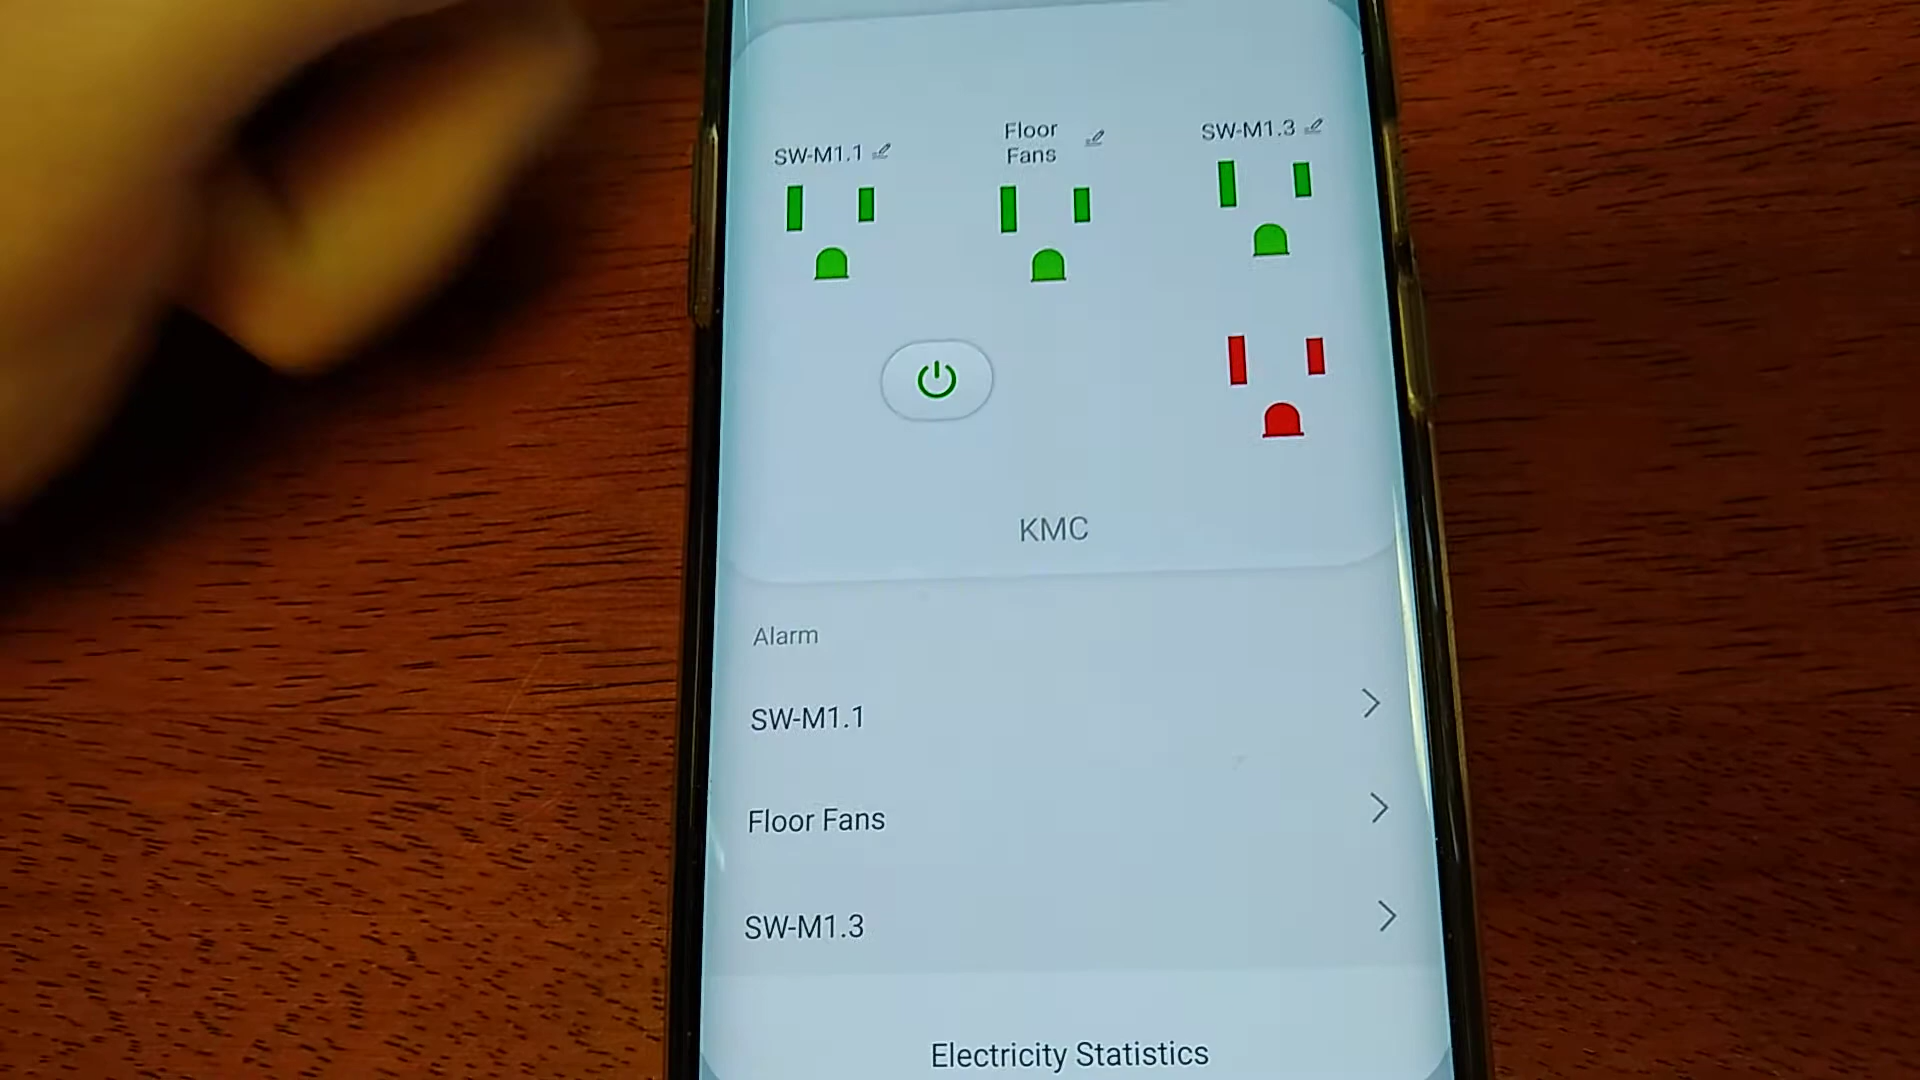 SW-M1.1
Floor
Fans
SW-M1.3
KMC
Alarm
SW-M1.1
Floor Fans
SW-M1.3
Electricity Statistics